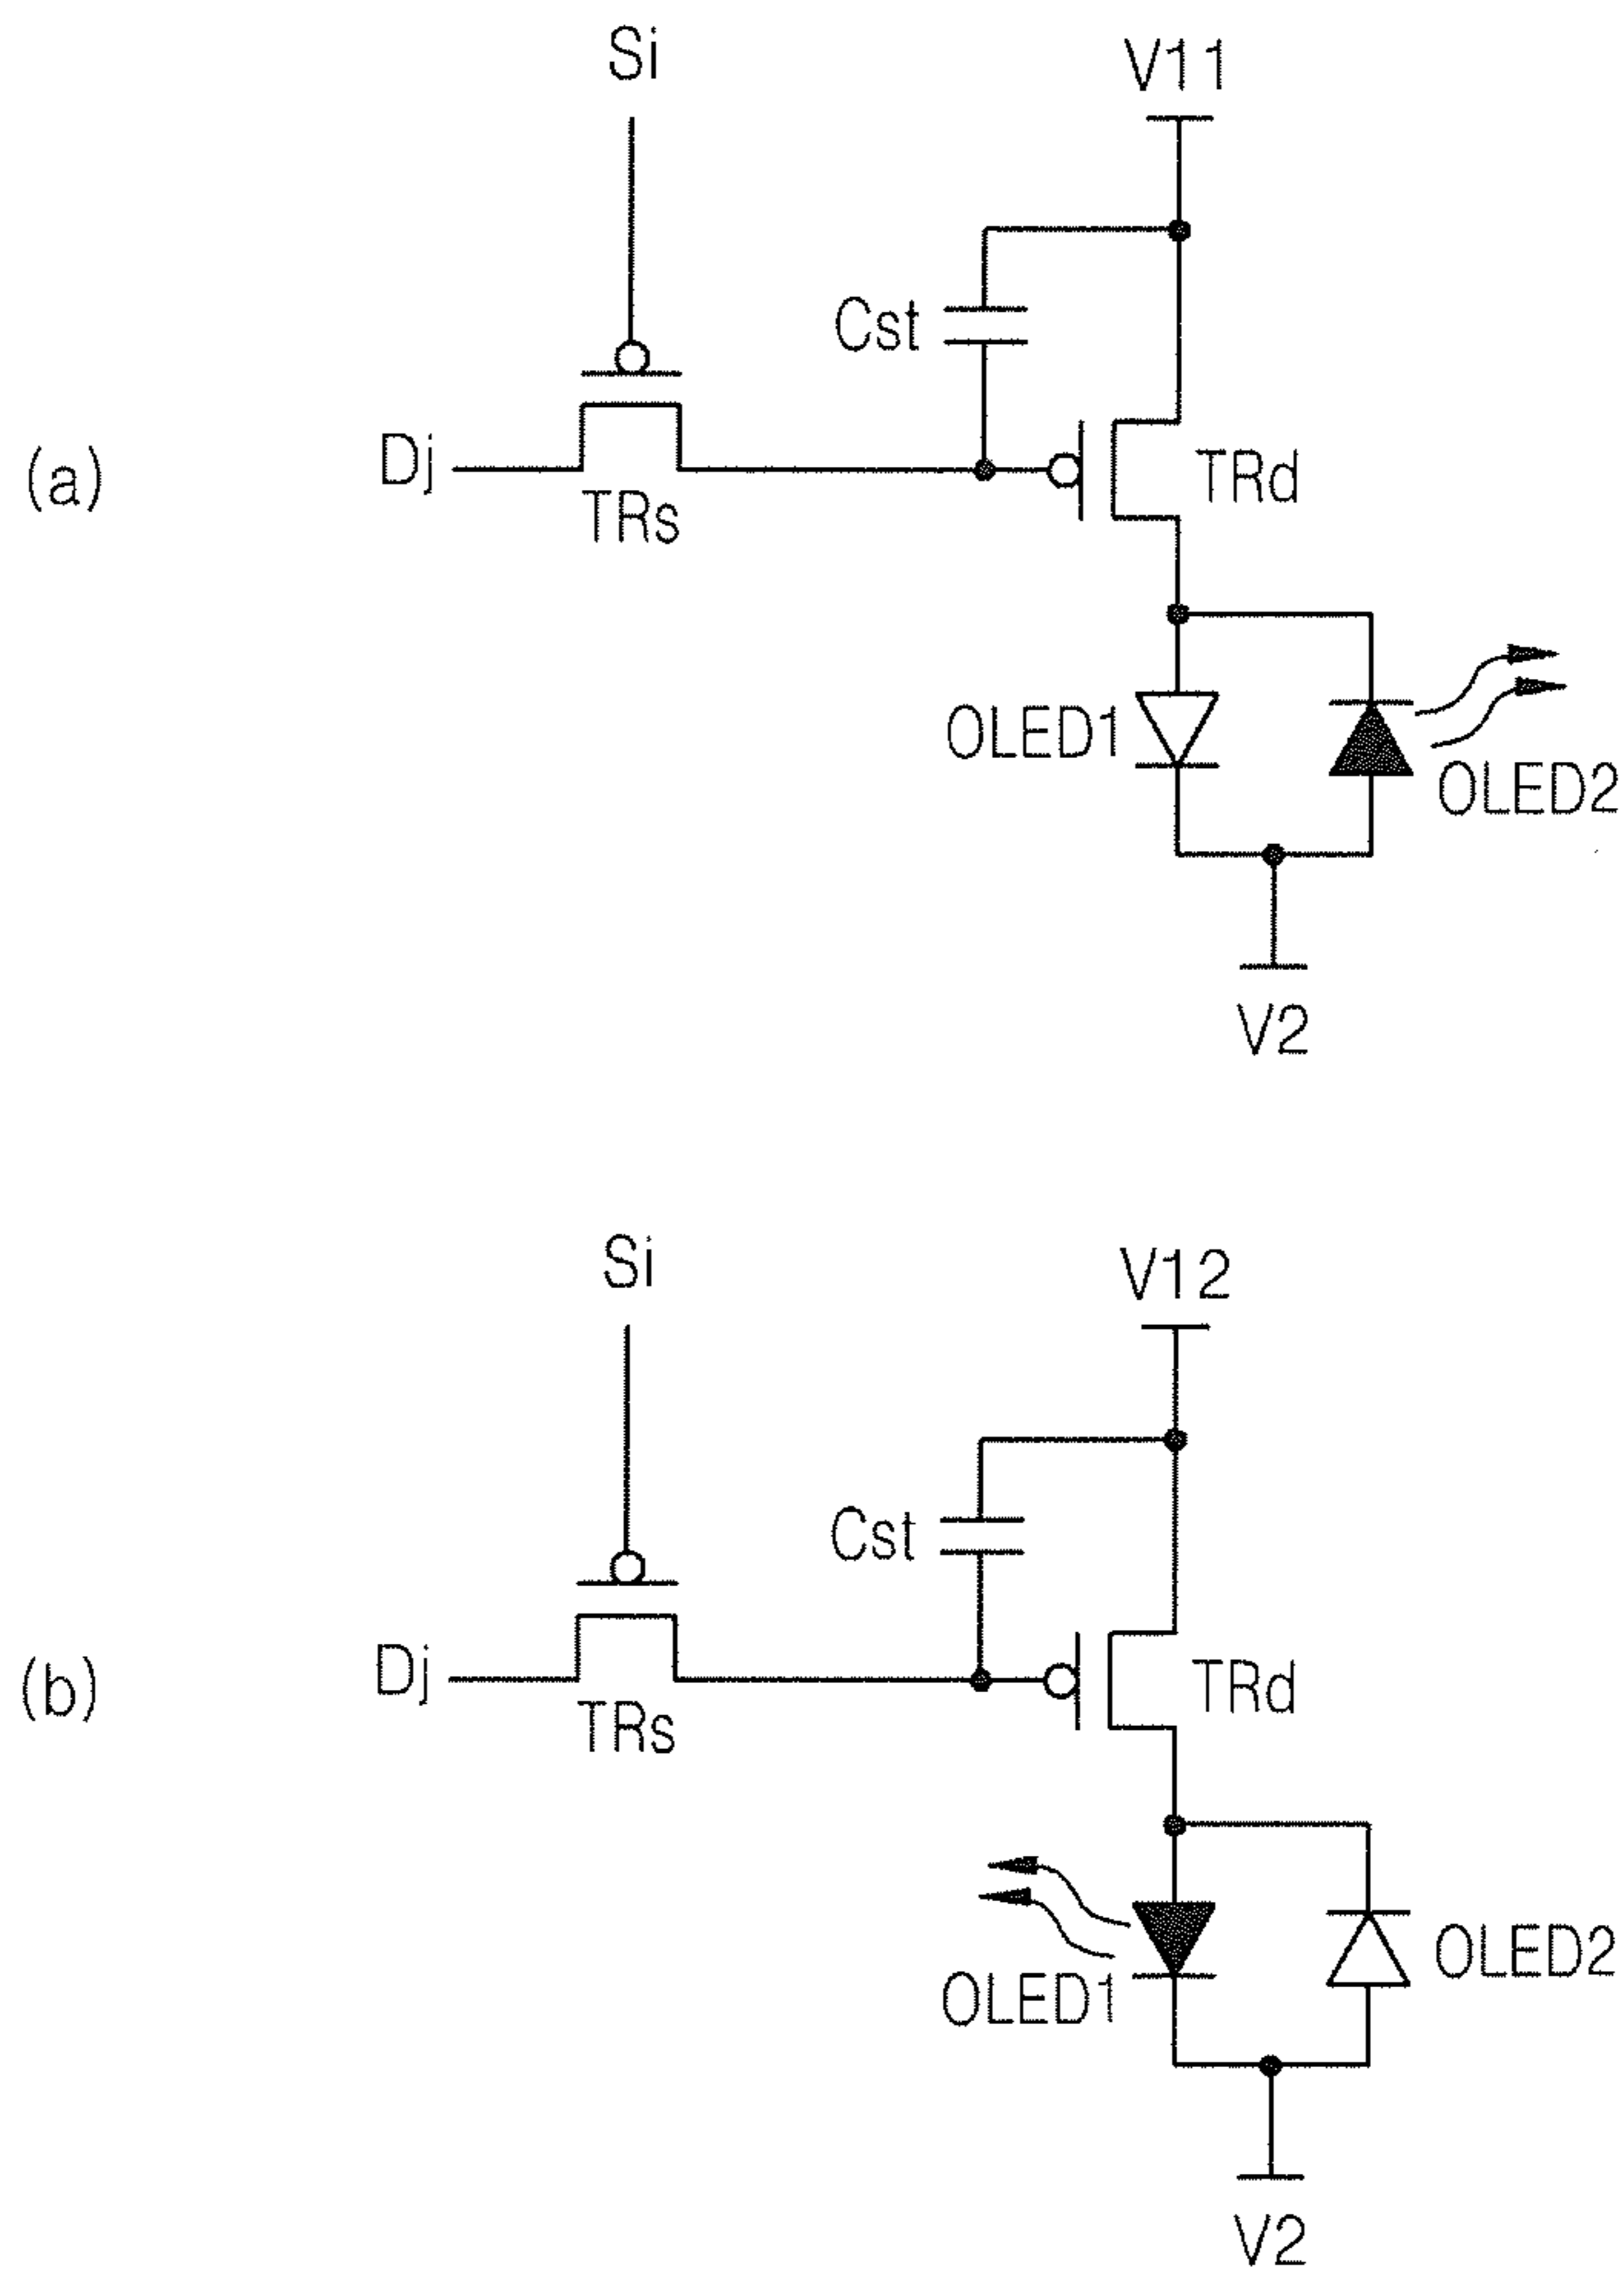 Si
V11
Cst
(a)
Dj
TRd
TRs
OLED1
OLED2
V2
Si
V12
Cst
(b)
Dj
TRd
TRs
OLED2
OLED1
V2